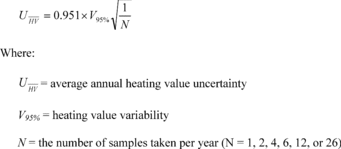 U_HV = 0.951 × V_95% √(1/N)
Where:
U_HV = average annual heating value uncertainty
V_95% = heating value variability
N = the number of samples taken per year (N = 1, 2, 4, 6, 12, or 26)